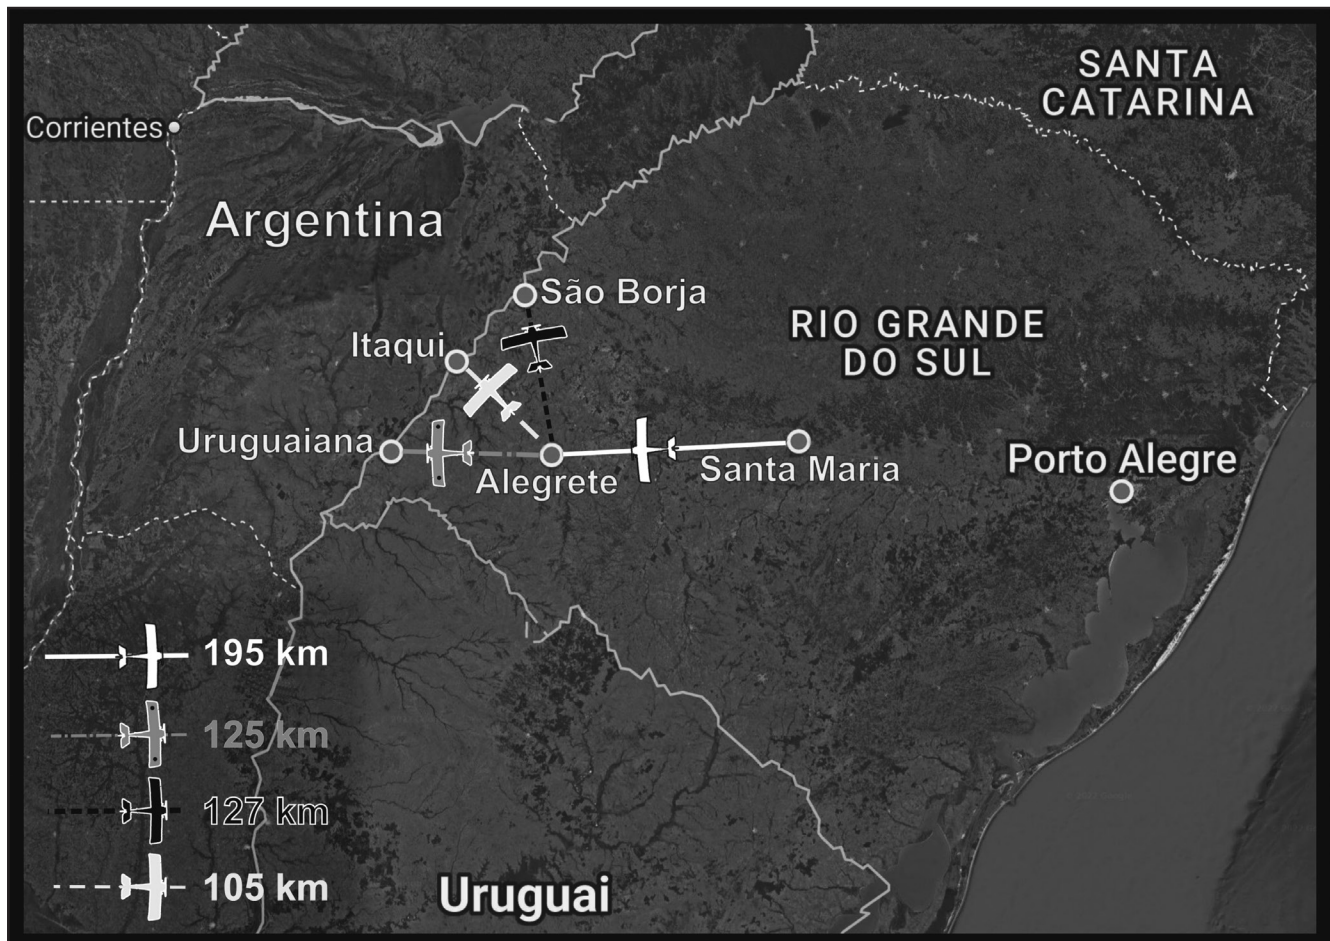 SANTA
CATARINA
Corrientes
Argentina
São Borja
RIO GRANDE
DO SUL
Itaqui
Uruguaiana
Alegrete
Santa Maria
Porto Alegre
195 km
125 km
127 km
105 km
Uruguai